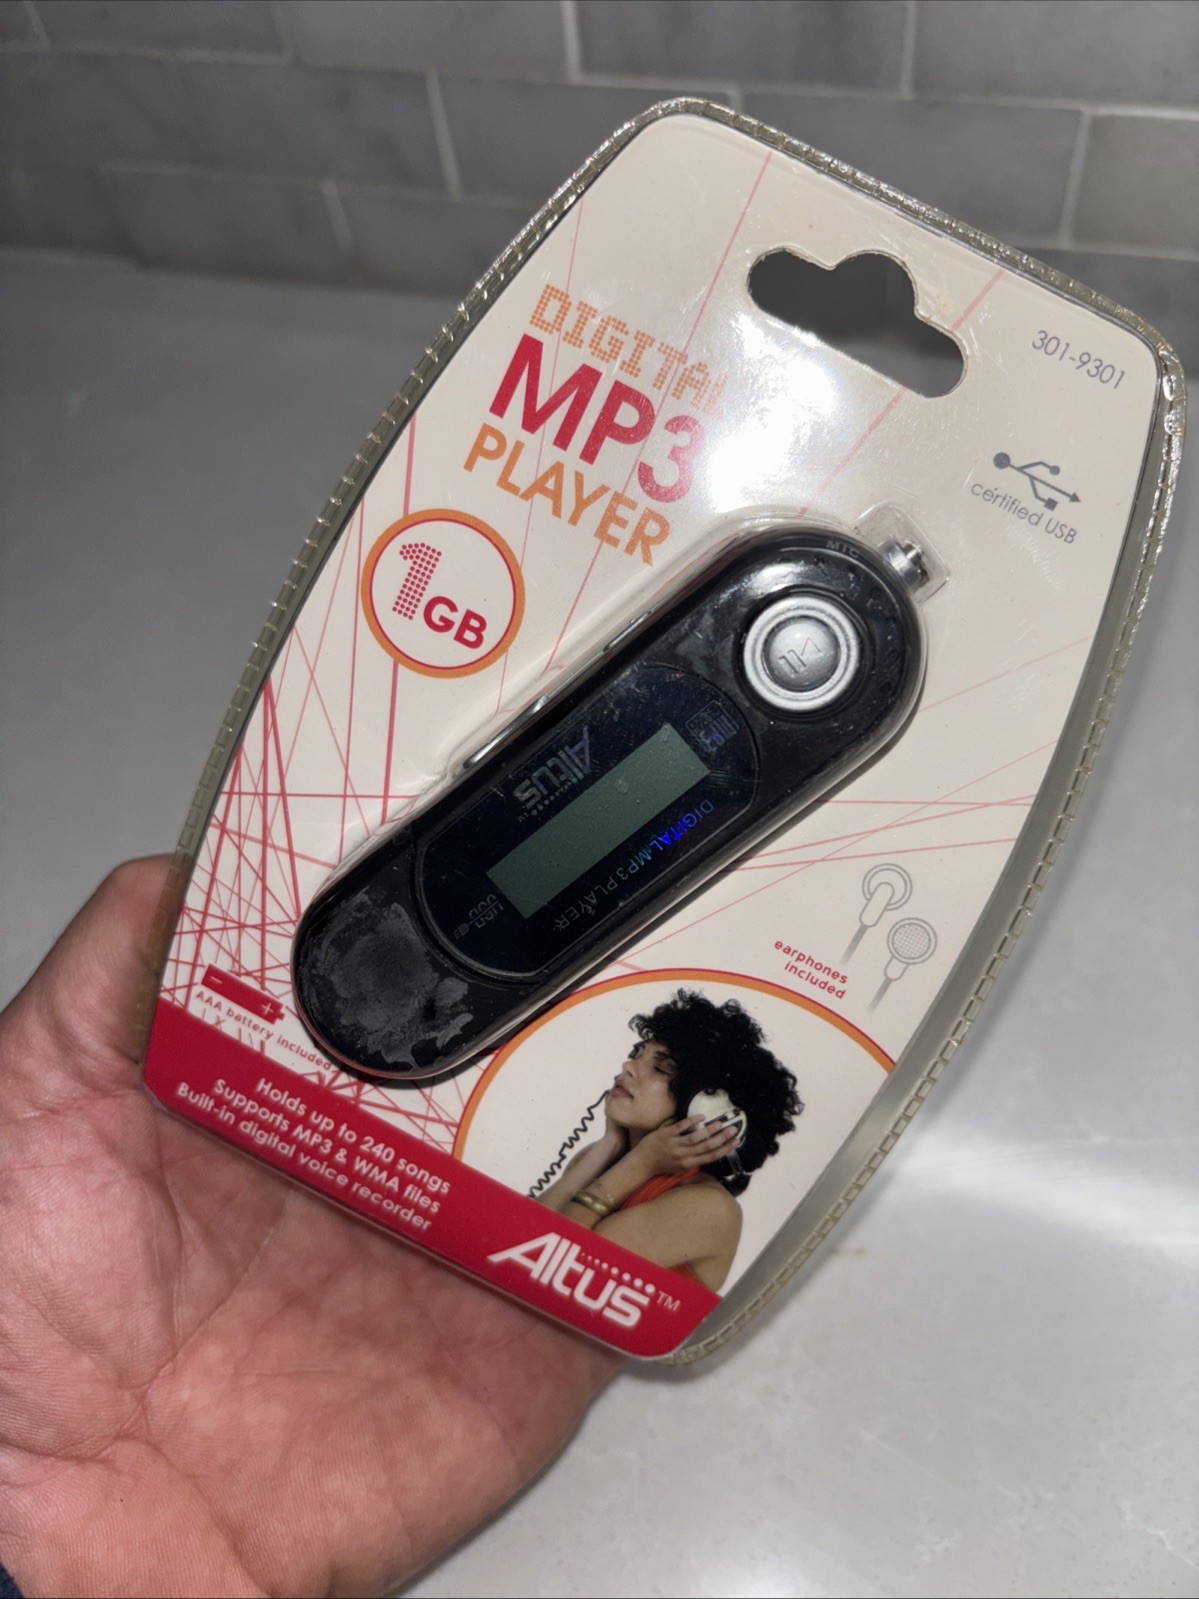 301-9301
DIGITAL
MP3
PLAYER
certified USB
1GB
MIC
Altus
DIGITAL MP3 PLAYER
earphones
included
AAA battery included
Holds up to 240 songs
Supports MP3 & WMA files
Built-in digital voice recorder
Altus™